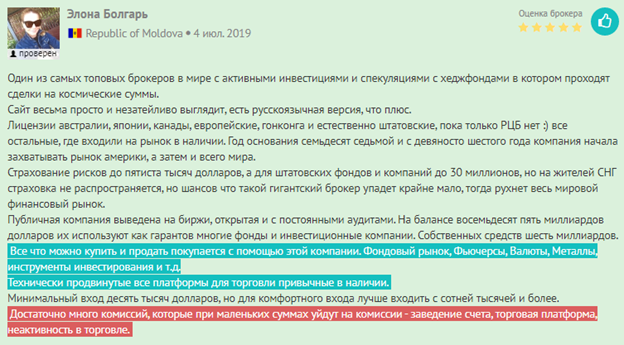 Элона Болгарь
Republic of Moldova • 4 июл. 2019
Оценка брокера
проверен
Один из самых топовых брокеров в мире с активными инвестициями и спекуляциями с хеджфондами в котором проходят
сделки на космические суммы.
Сайт весьма просто и незатейливо выглядит, есть русскоязычная версия, что плюс.
Лицензии австралии, японии, канады, европейские, гонконга и естественно штатовские, пока только РЦБ нет :) все
остальные, где входили на рынок в наличии. Год основания семьдесят седьмой и с девяносто шестого года компания начала
захватывать рынок америки, а затем и всего мира.
Страхование рисков до пятиста тысяч долларов, а для штатовских фондов и компаний до 30 миллионов, но на жителей СНГ
страховка не распространяется, но шансов что такой гигантский брокер упадет крайне мало, тогда рухнет весь мировой
финансовый рынок.
Публичная компания выведена на биржи, открытая и с постоянными аудитами. На балансе восемьдесят пять миллиардов
долларов их используют как гарантов многие фонды и инвестиционные компании. Собственных средств шесть миллиардов.
Все что можно купить и продать покупается с помощью этой компании. Фондовый рынок, Фьючерсы, Валюты, Металлы,
инструменты инвестирования и т.д.
Технически продвинутые все платформы для торговли привычные в наличии.
Минимальный вход десять тысяч долларов, но для комфортного входа лучше входить с сотней тысячей и более.
Достаточно много комиссий, которые при маленьких суммах уйдут на комиссии - заведение счета, торговая платформа,
неактивность в торговле.